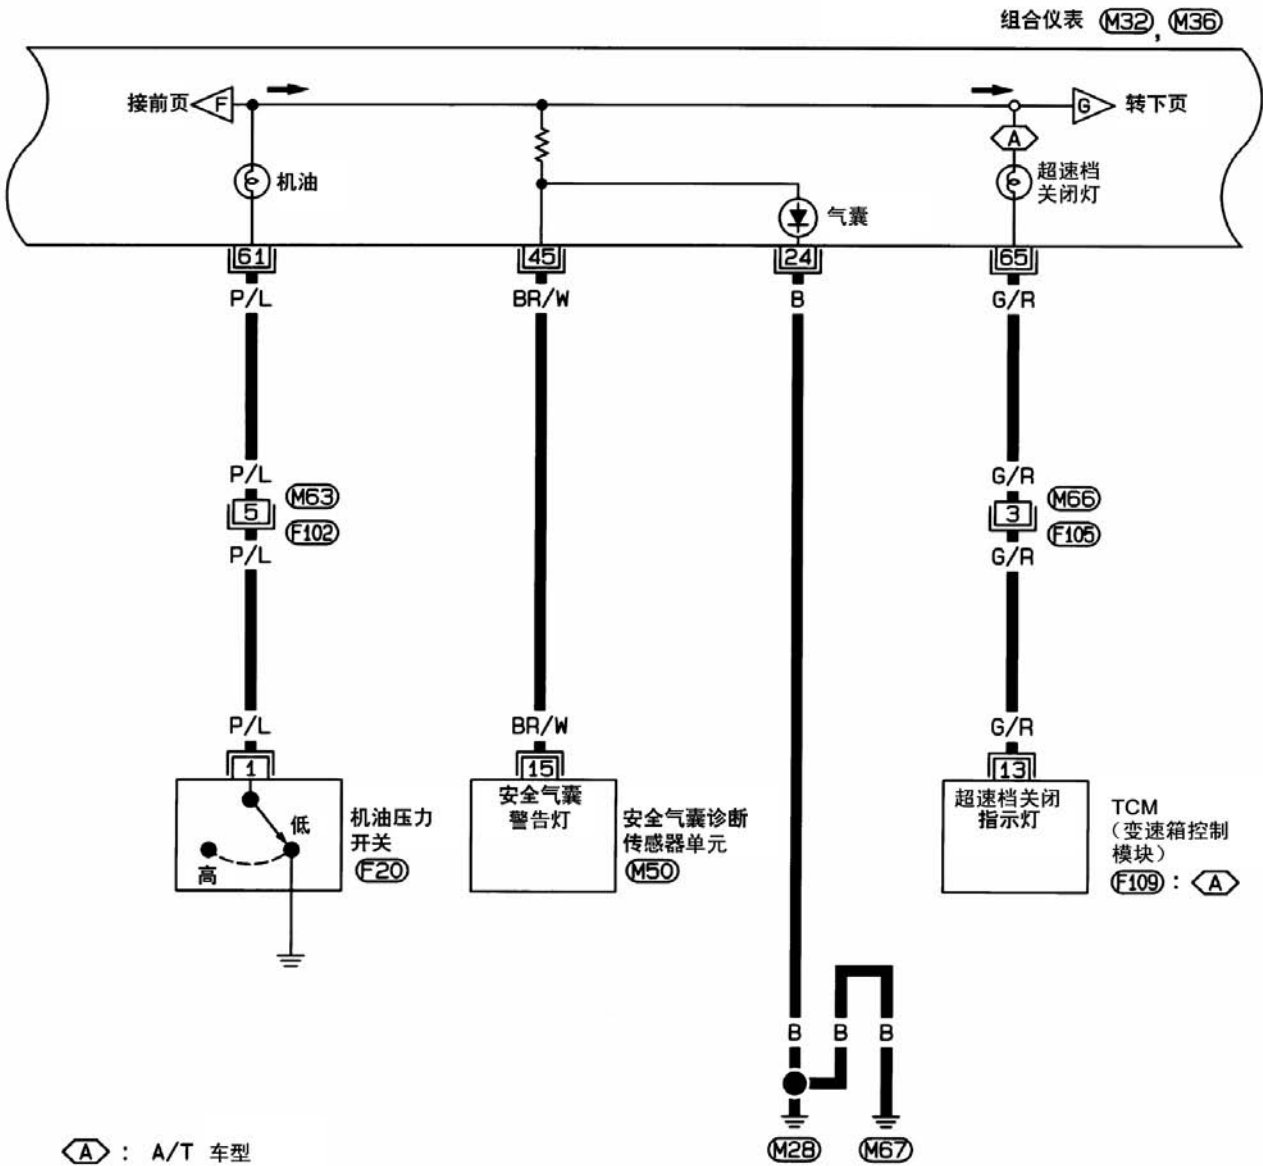 组合仪表 M32, M36
接前页 F
G 转下页
A
机油
超速档
关闭灯
气囊
61 45 24 65
P/L BR/W B G/R
P/L G/R
5 M63 3 M66
F102 F105
P/L G/R
P/L BR/W G/R
1 15 13
低
高
机油压力
开关
F20
安全气囊
警告灯
安全气囊诊断
传感器单元
M50
超速档关闭
指示灯
TCM
(变速箱控制
模块)
F109 : A
B B B
M28 M67
A : A/T 车型